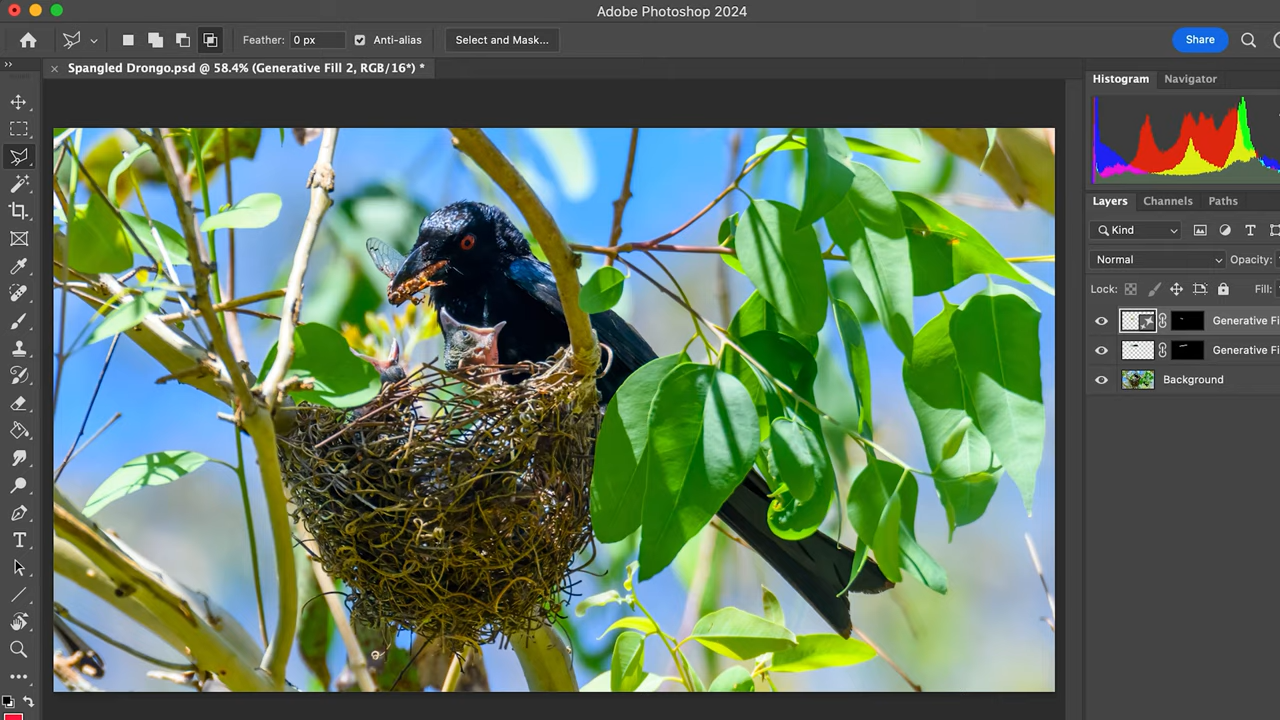 Adobe Photoshop 2024
Feather: 0 px Anti-alias Select and Mask... Share
Spangled Drongo.psd @ 58.4% (Generative Fill 2, RGB/16*) *
Histogram Navigator
Layers Channels Paths
Kind
Normal Opacity:
Lock: Fill:
Generative Fi
Generative Fi
Background